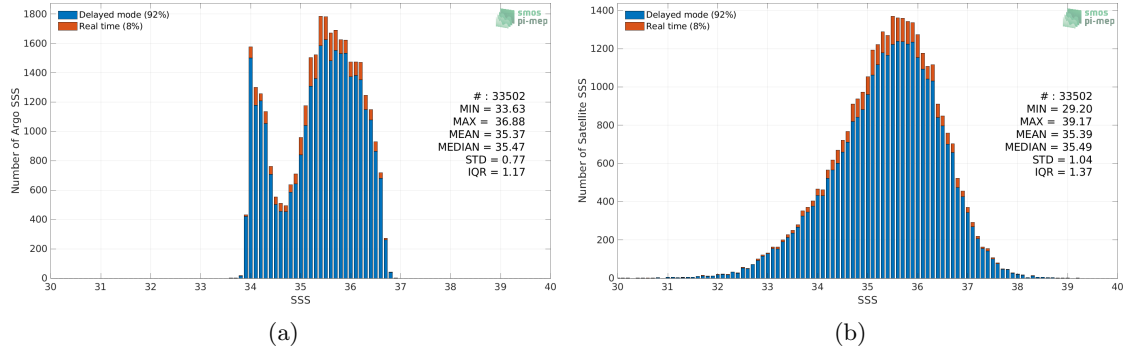 Delayed mode (92%)
Real time (8%)
smos
pi-mep
1800
1600
1400
1200
1000
800
600
400
200
0
Number of Argo SSS
# : 33502
MIN = 33.63
MAX = 36.88
MEAN = 35.37
MEDIAN = 35.47
STD = 0.77
IQR = 1.17
30 31 32 33 34 35 36 37 38 39 40
SSS
(a)
Delayed mode (92%)
Real time (8%)
smos
pi-mep
1400
1200
1000
800
600
400
200
0
Number of Satellite SSS
# : 33502
MIN = 29.20
MAX = 39.17
MEAN = 35.39
MEDIAN = 35.49
STD = 1.04
IQR = 1.37
30 31 32 33 34 35 36 37 38 39 40
SSS
(b)